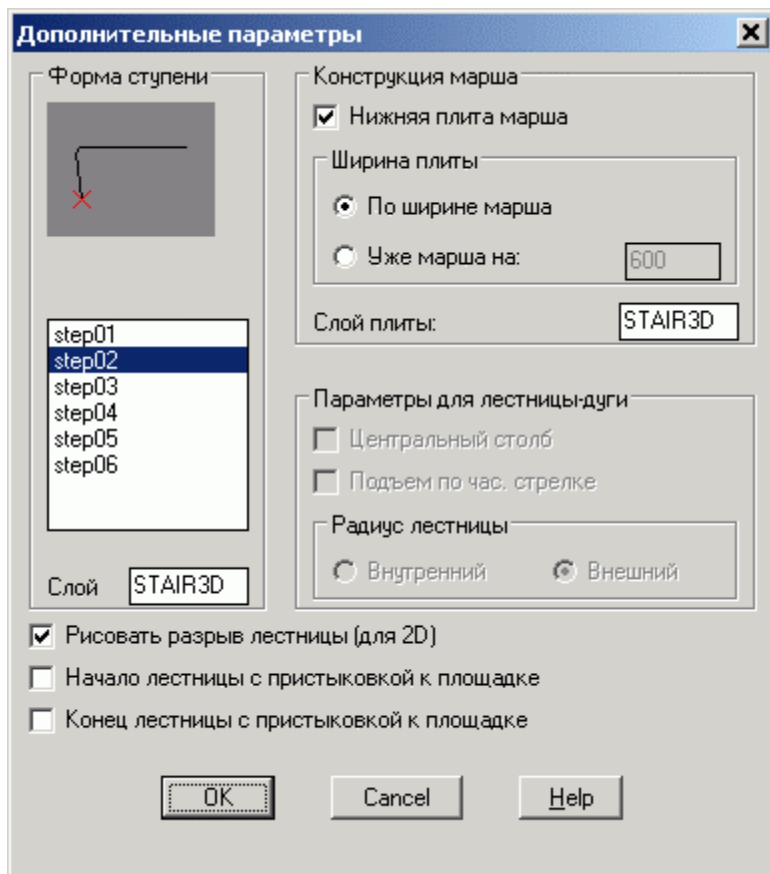 Дополнительные параметры
Форма ступени
step01
step02
step03
step04
step05
step06
Слой STAIR3D
Конструкция марша
Нижняя плита марша
Ширина плиты
По ширине марша
Уже марша на: 600
Слой плиты: STAIR3D
Параметры для лестницы-дуги
Центральный столб
Подъем по час. стрелке
Радиус лестницы
Внутренний Внешний
Рисовать разрыв лестницы (для 2D)
Начало лестницы с пристыковкой к площадке
Конец лестницы с пристыковкой к площадке
OK Cancel Help